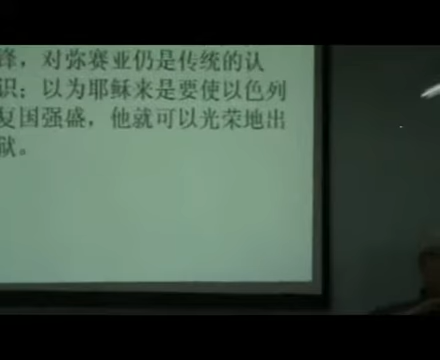 锋，对弥赛亚仍是传统的认
识；以为耶稣来是要使以色列
复国强盛，他就可以光荣地出
狱。